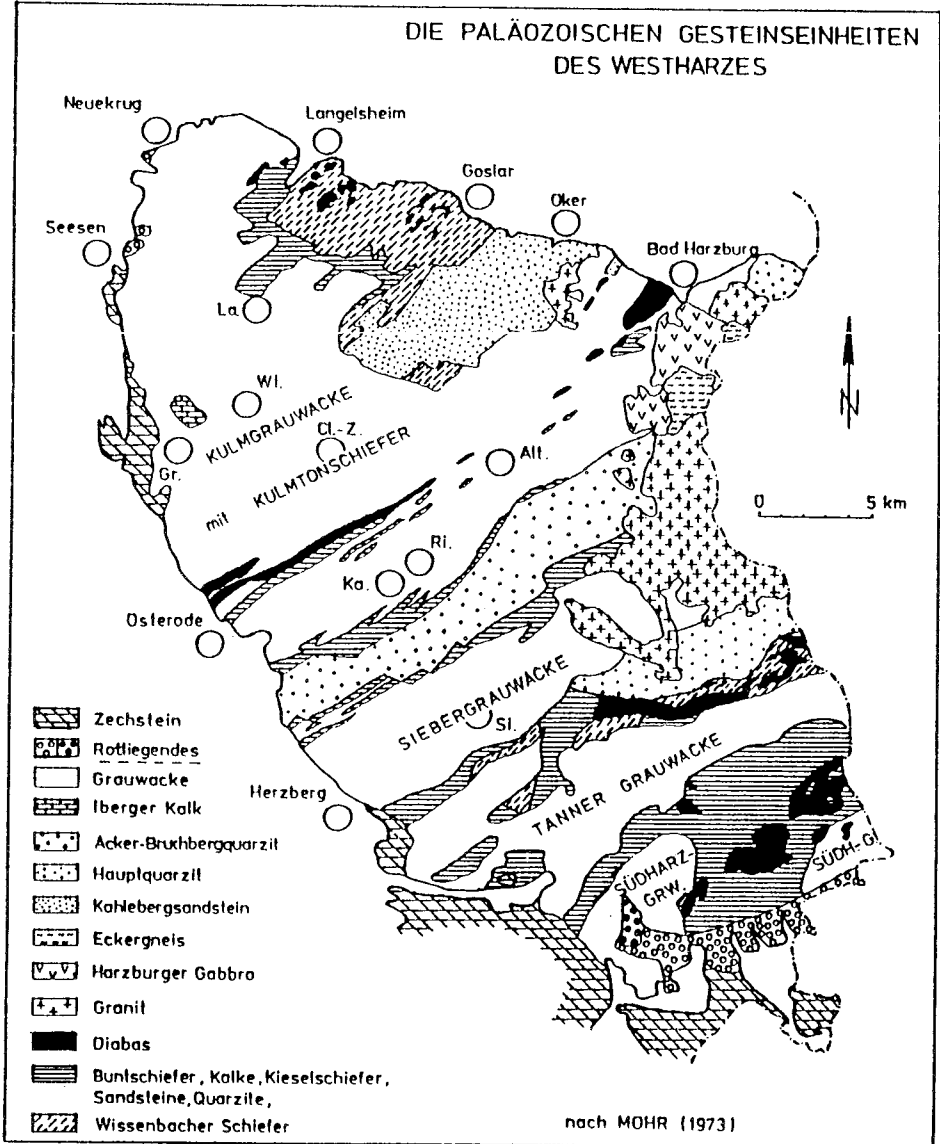 DIE PALÄOZOISCHEN GESTEINSEINHEITEN
DES WESTHARZES
Neuekrug
Langelsheim
Goslar
Oker
Seesen
Bad Harzburg
La.
Wl.
KULMGRAUWACKE
Cl.-Z.
Gr.
mit KULMTONSCHIEFER
Alt.
N
0 5 km
Ri.
Ka.
Osterode
SIEBERGRAUWACKE
SI.
Herzberg
TANNER GRAUWACKE
SÜDHARZ-
GRW.
SÜDH-G.
Zechstein
Rotliegendes
Grauwacke
Iberger Kalk
Acker-Bruchbergquarzit
Hauptquarzit
Kahlebergsandstein
Eckergneis
Harzburger Gabbro
Granit
Diabas
Buntschiefer, Kalke, Kieselschiefer,
Sandsteine, Quarzite,
Wissenbacher Schiefer
nach MOHR (1973)